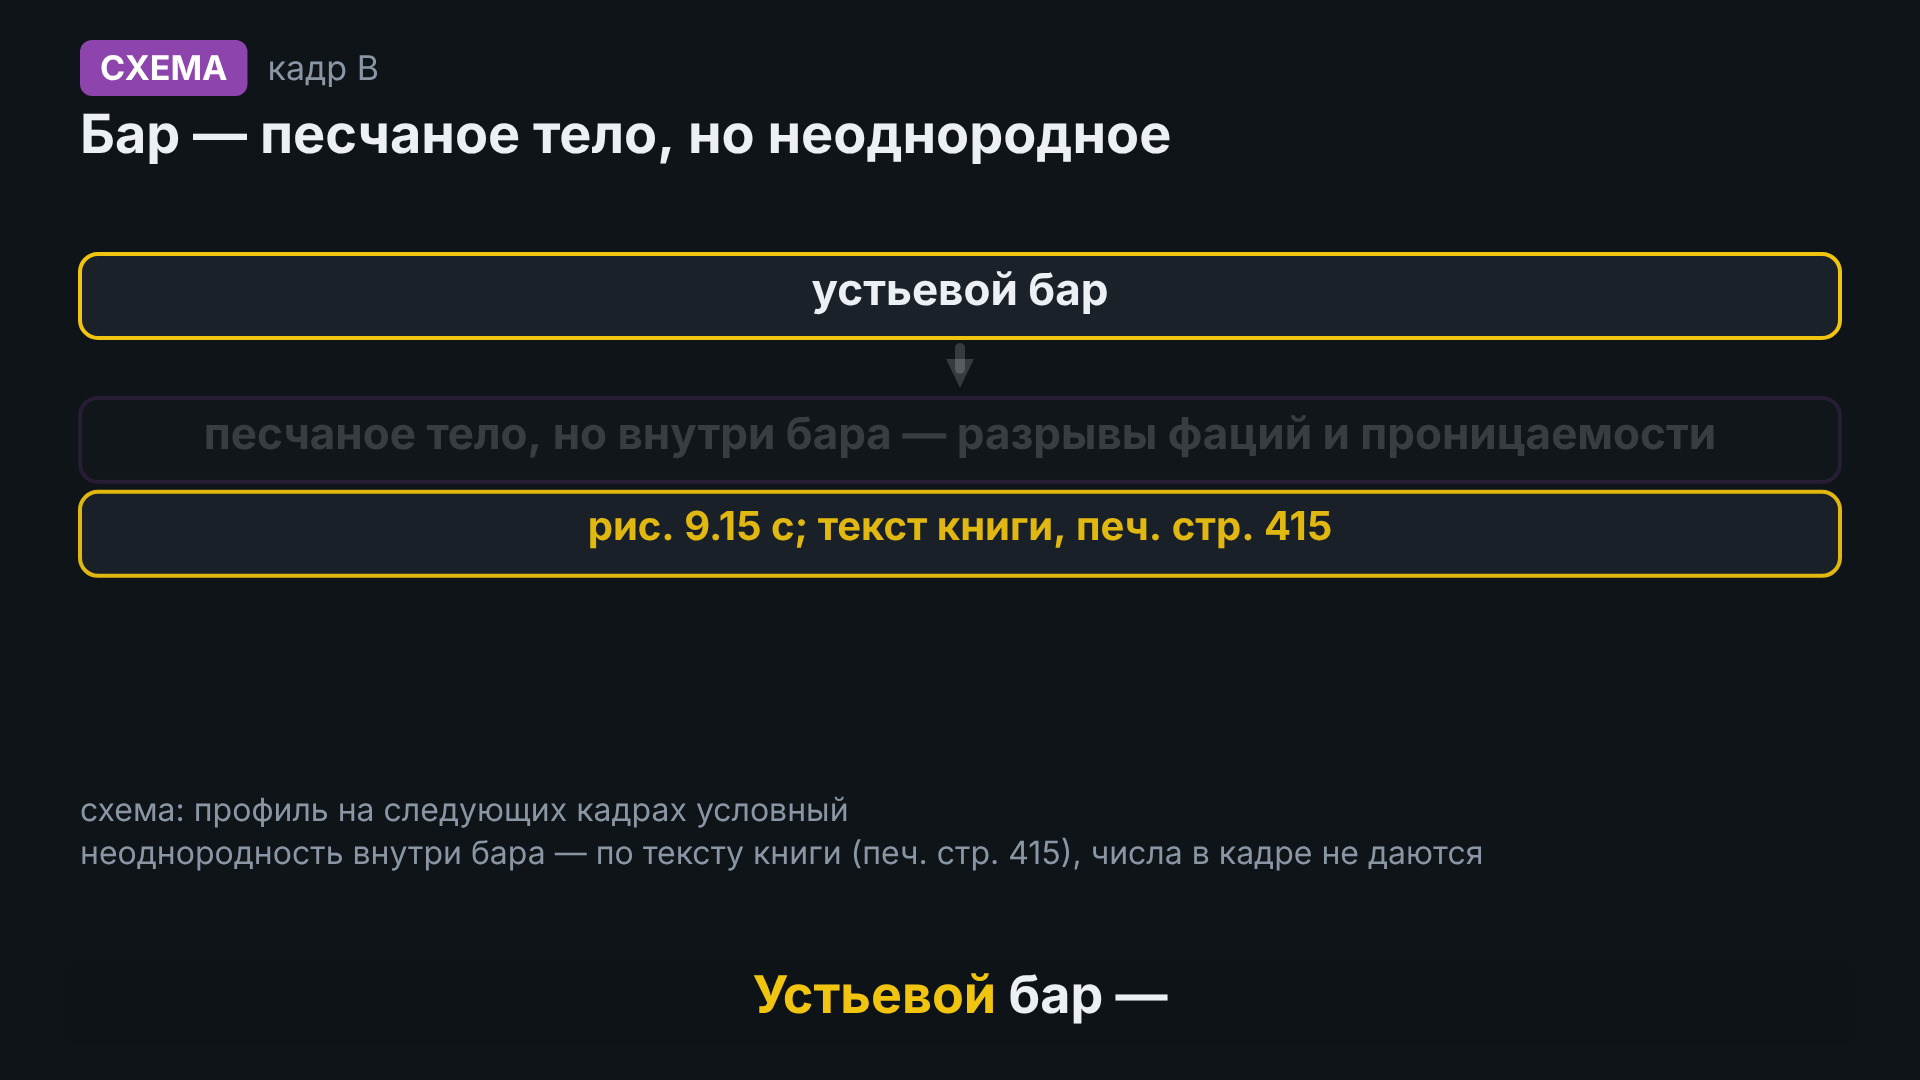 СХЕМА кадр В
Бар — песчаное тело, но неоднородное
устьевой бар
песчаное тело, но внутри бара — разрывы фаций и проницаемости
рис. 9.15 c; текст книги, печ. стр. 415
схема: профиль на следующих кадрах условный
неоднородность внутри бара — по тексту книги (печ. стр. 415), числа в кадре не даются
Устьевой бар —